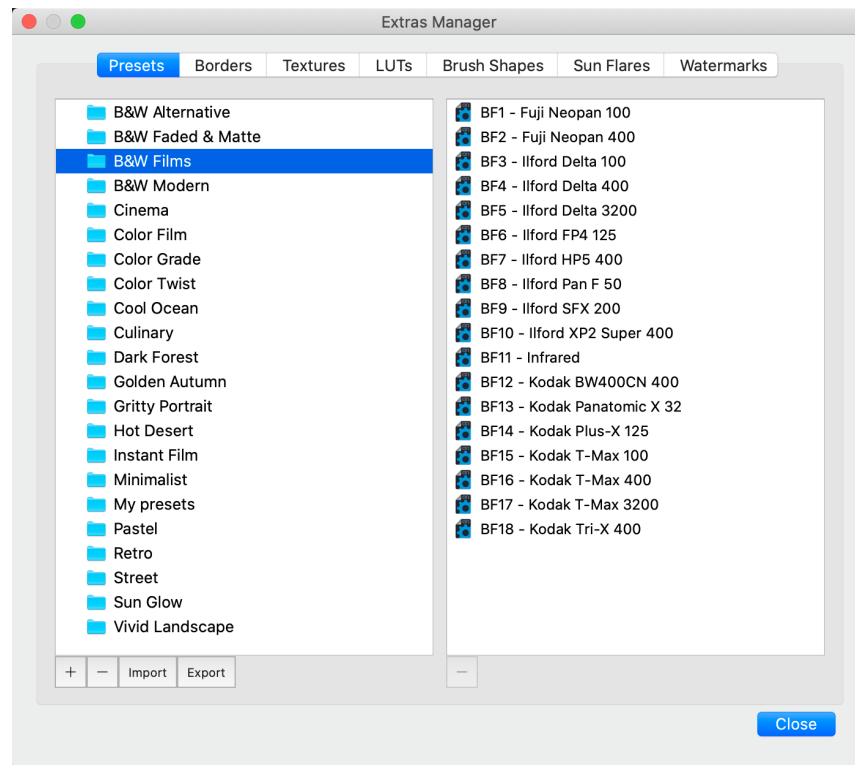 Extras Manager
Presets Borders Textures LUTs Brush Shapes Sun Flares Watermarks
B&W Alternative
B&W Faded & Matte
B&W Films
B&W Modern
Cinema
Color Film
Color Grade
Color Twist
Cool Ocean
Culinary
Dark Forest
Golden Autumn
Gritty Portrait
Hot Desert
Instant Film
Minimalist
My presets
Pastel
Retro
Street
Sun Glow
Vivid Landscape
+ − Import Export
BF1 - Fuji Neopan 100
BF2 - Fuji Neopan 400
BF3 - Ilford Delta 100
BF4 - Ilford Delta 400
BF5 - Ilford Delta 3200
BF6 - Ilford FP4 125
BF7 - Ilford HP5 400
BF8 - Ilford Pan F 50
BF9 - Ilford SFX 200
BF10 - Ilford XP2 Super 400
BF11 - Infrared
BF12 - Kodak BW400CN 400
BF13 - Kodak Panatomic X 32
BF14 - Kodak Plus-X 125
BF15 - Kodak T-Max 100
BF16 - Kodak T-Max 400
BF17 - Kodak T-Max 3200
BF18 - Kodak Tri-X 400
−
Close